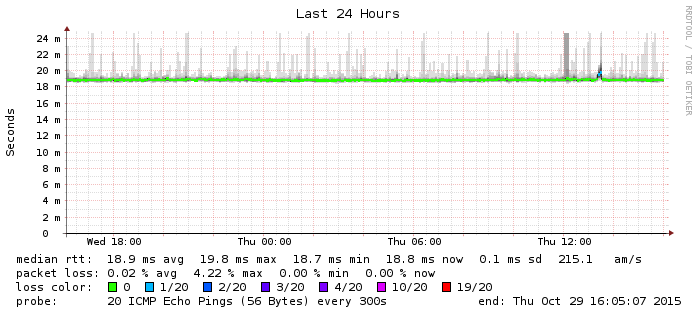 Last 24 Hours
RRDTOOL / TOBI OETIKER
Seconds
24 m
22 m
20 m
18 m
16 m
14 m
12 m
10 m
8 m
6 m
4 m
2 m
0
Wed 18:00 Thu 00:00 Thu 06:00 Thu 12:00
median rtt: 18.9 ms avg 19.8 ms max 18.7 ms min 18.8 ms now 0.1 ms sd 215.1 am/s
packet loss: 0.02 % avg 4.22 % max 0.00 % min 0.00 % now
loss color: 0 1/20 2/20 3/20 4/20 10/20 19/20
probe: 20 ICMP Echo Pings (56 Bytes) every 300s end: Thu Oct 29 16:05:07 2015